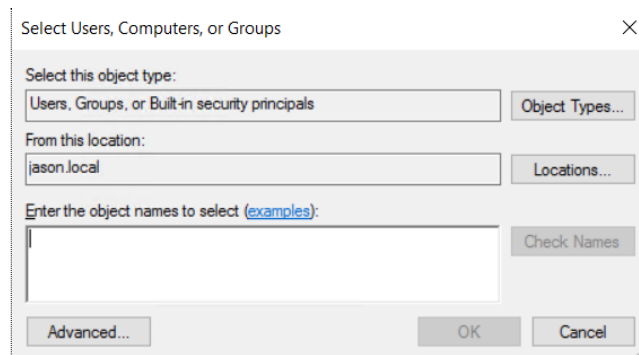 Select Users, Computers, or Groups
Select this object type:
Users, Groups, or Built-in security principals
Object Types...
From this location:
jason.local
Locations...
Enter the object names to select (examples):
Check Names
Advanced...
OK
Cancel